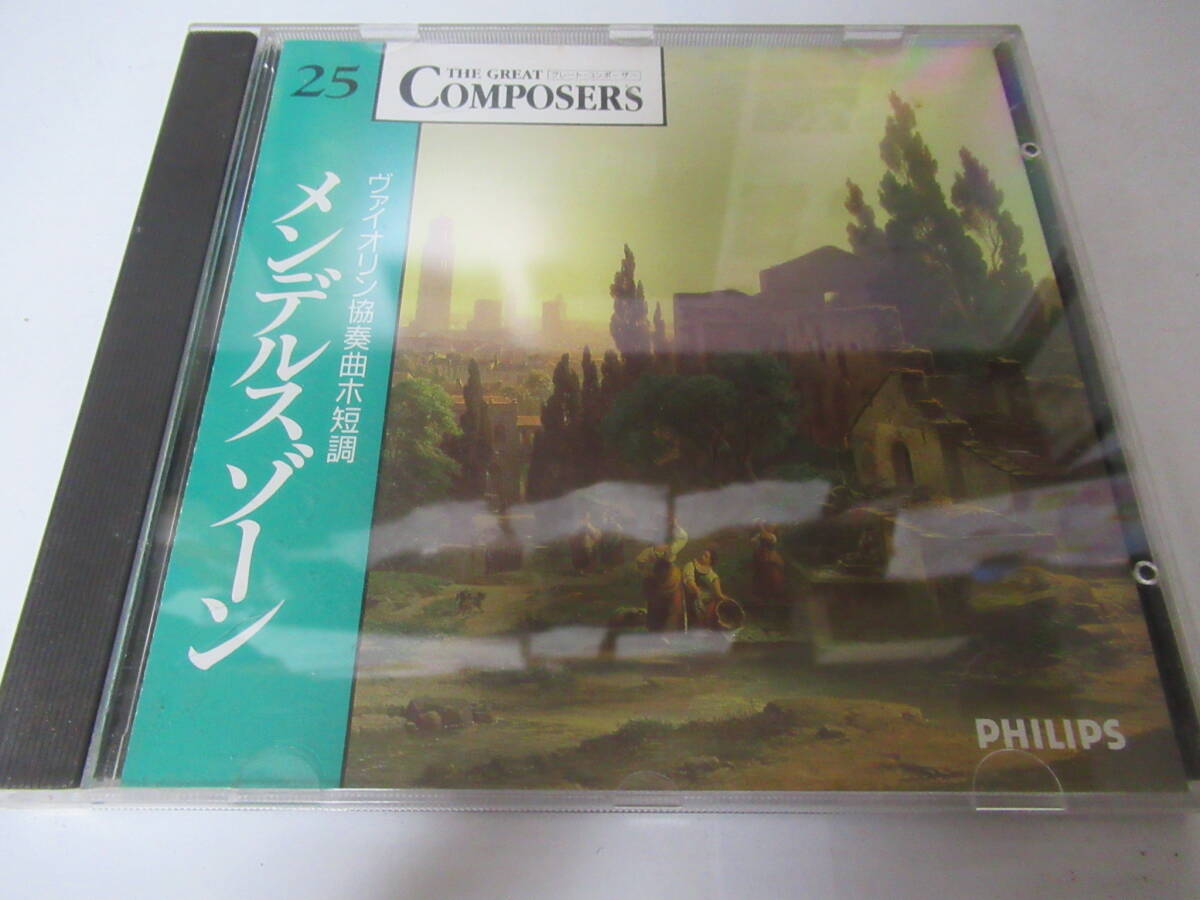 25
THE GREAT
グレート・コンポーザー
COMPOSERS
ヴァイオリン協奏曲ホ短調
メンデルスゾーン
PHILIPS